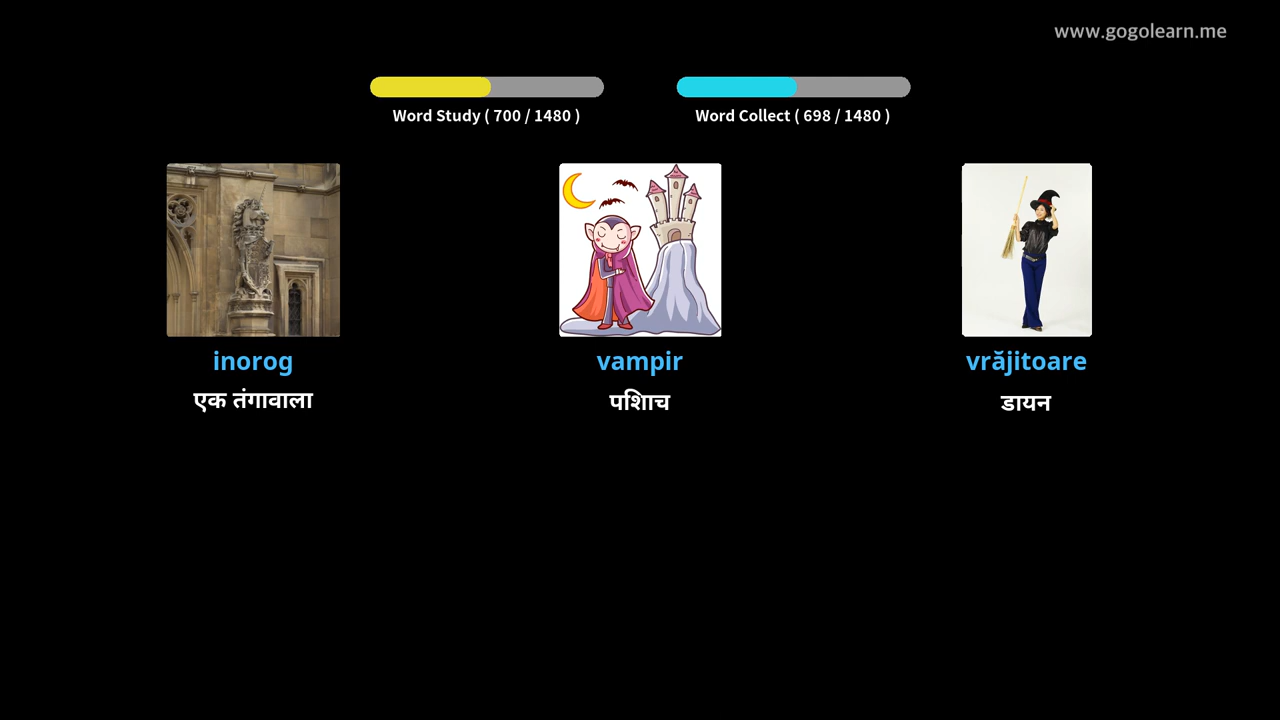 www.gogolearn.me
Word Study ( 700 / 1480 )
Word Collect ( 698 / 1480 )
inorog
vampir
vrăjitoare
एक तंगावाला
पशिाच
डायन